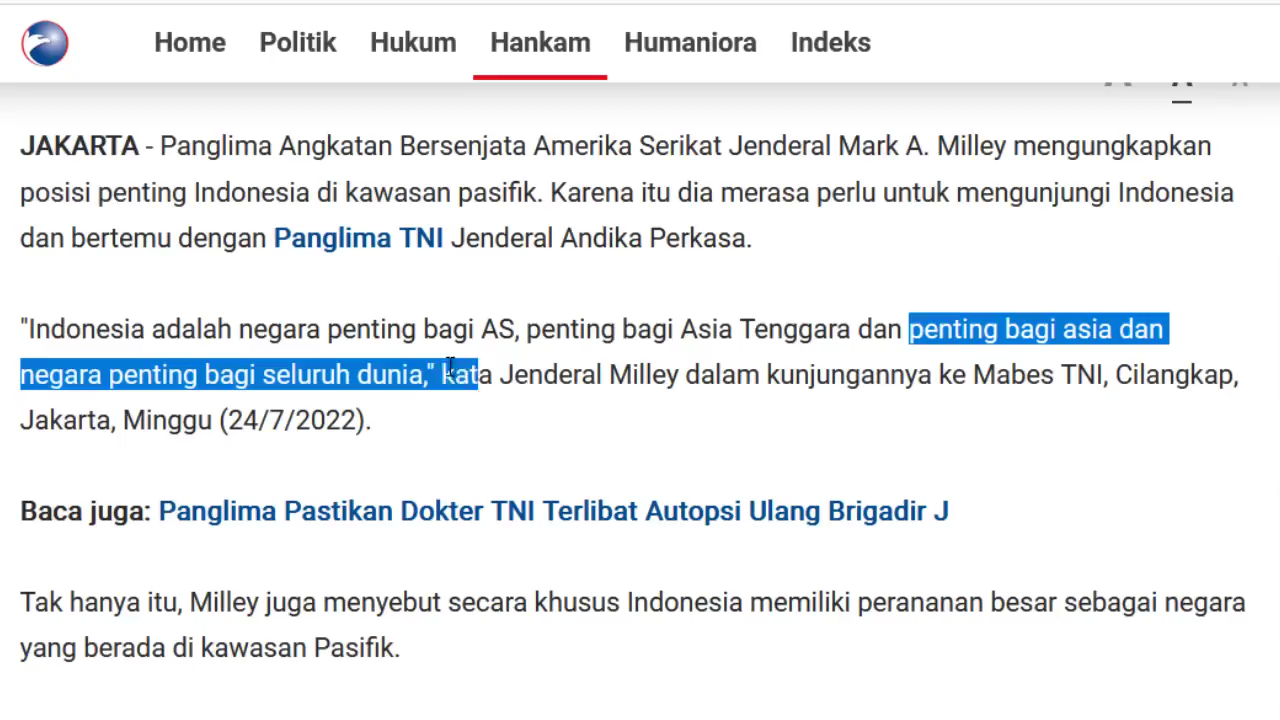 Home Politik Hukum Hankam Humaniora Indeks
JAKARTA - Panglima Angkatan Bersenjata Amerika Serikat Jenderal Mark A. Milley mengungkapkan
posisi penting Indonesia di kawasan pasifik. Karena itu dia merasa perlu untuk mengunjungi Indonesia
dan bertemu dengan Panglima TNI Jenderal Andika Perkasa.
"Indonesia adalah negara penting bagi AS, penting bagi Asia Tenggara dan penting bagi asia dan
negara penting bagi seluruh dunia," kata Jenderal Milley dalam kunjungannya ke Mabes TNI, Cilangkap,
Jakarta, Minggu (24/7/2022).
Baca juga: Panglima Pastikan Dokter TNI Terlibat Autopsi Ulang Brigadir J
Tak hanya itu, Milley juga menyebut secara khusus Indonesia memiliki perananan besar sebagai negara
yang berada di kawasan Pasifik.